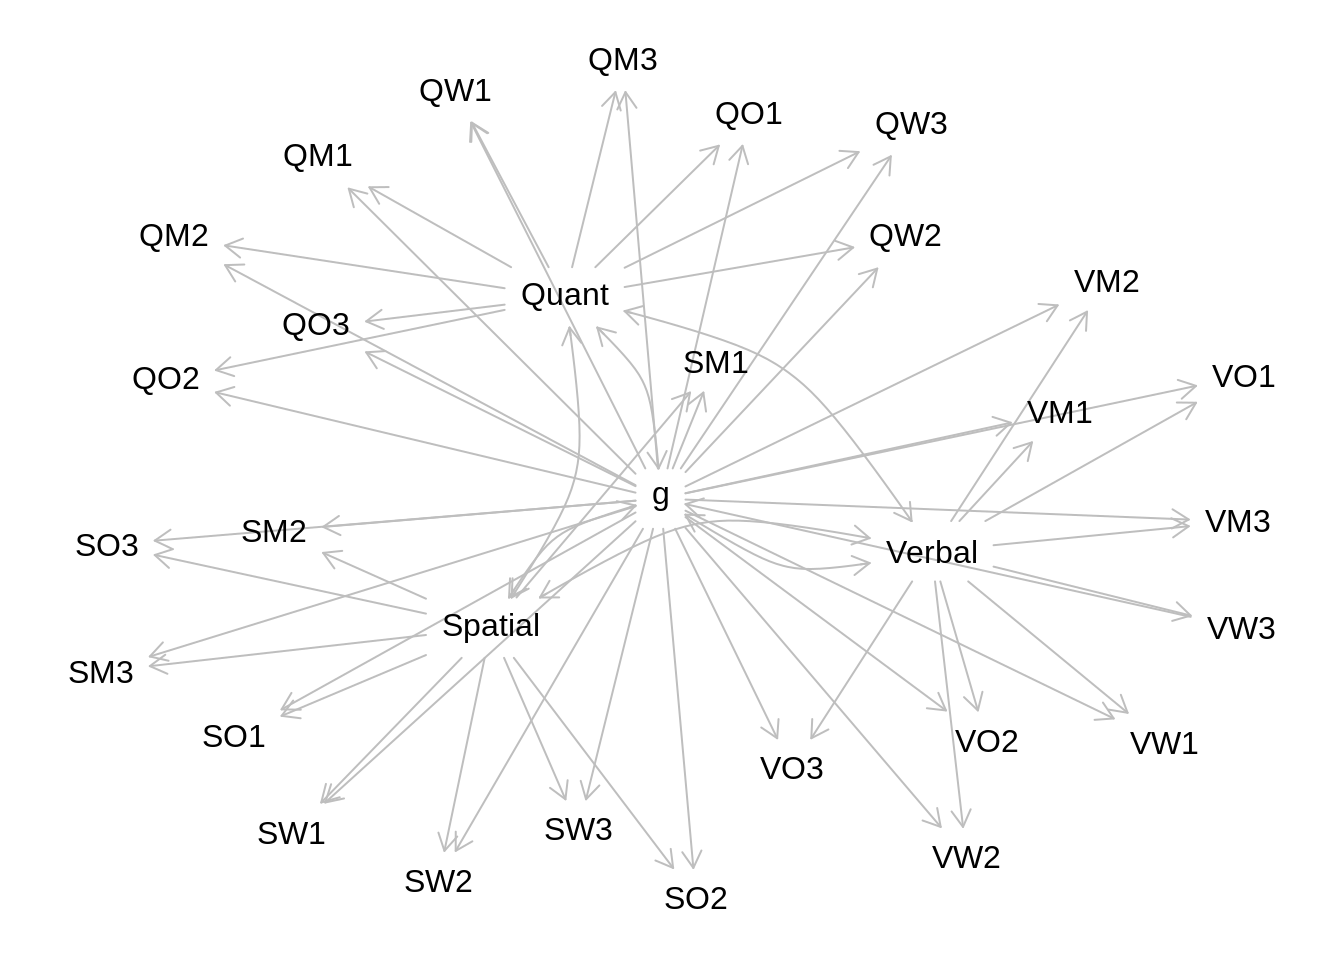 QM3
QW1
QO1
QW3
QM1
QM2
QW2
VM2
Quant
QO3
SM1
QO2
VO1
VM1
g
VM3
SM2
SO3
Verbal
Spatial
VW3
SM3
SO1
VO2
VW1
VO3
SW3
SW1
VW2
SW2
SO2